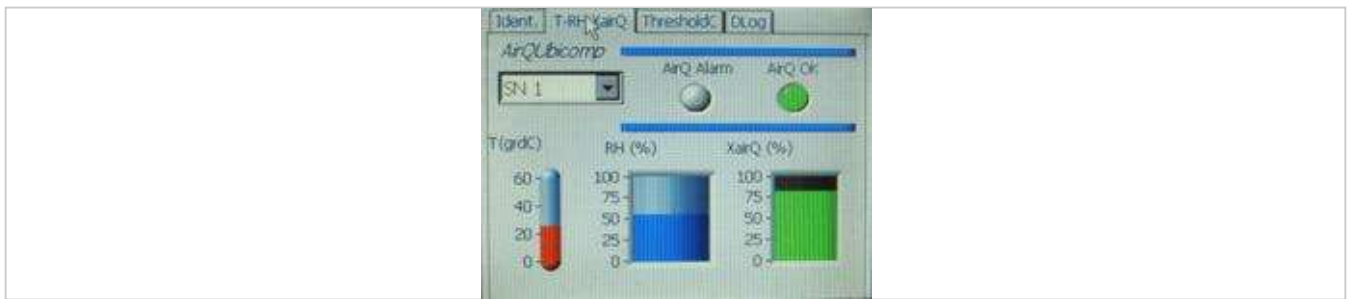 Ident. T-RH XairQ ThresholdC DLog
AirQUbicomp
AirQ Alarm AirQ OK
SN 1
T(grdC) RH (%) XairQ (%)
60 100 100
75 75
40
50 50
20
25 25
0 0 0